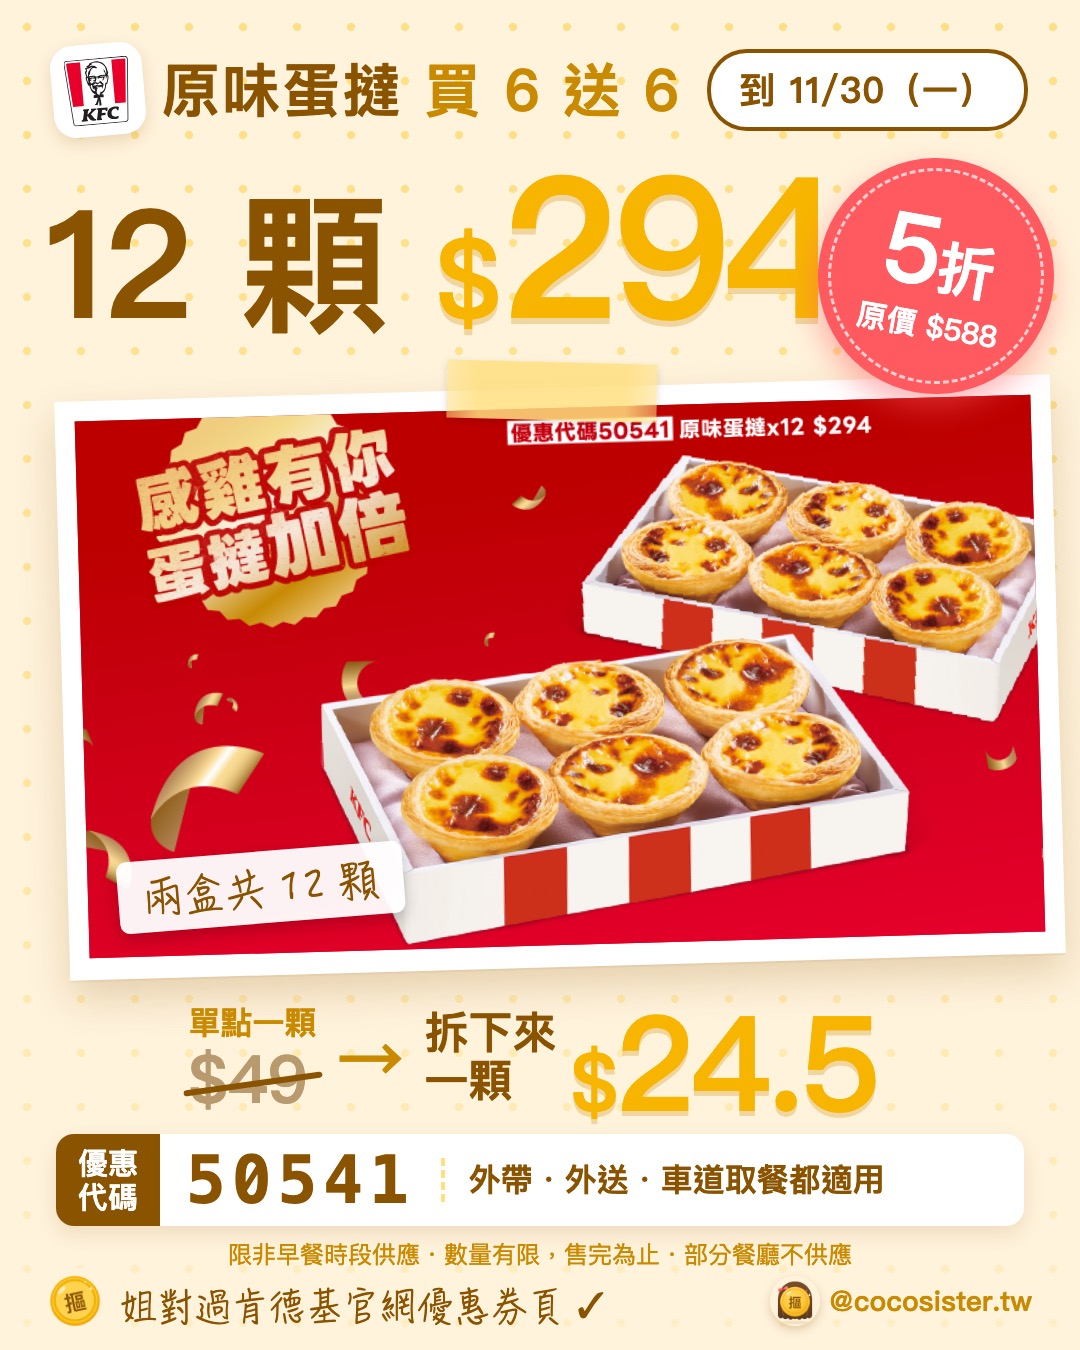 KFC
原味蛋撻 買 6 送 6
到 11/30（一）
12 顆 $294
5折
原價 $588
優惠代碼50541 原味蛋撻x12 $294
感雞有你
蛋撻加倍
KFC
兩盒共 12 顆
單點一顆
$49
→
拆下來
一顆
$24.5
優惠
代碼
50541
外帶·外送·車道取餐都適用
限非早餐時段供應·數量有限，售完為止·部分餐廳不供應
摳
姐對過肯德基官網優惠券頁 ✓
摳
@cocosister.tw